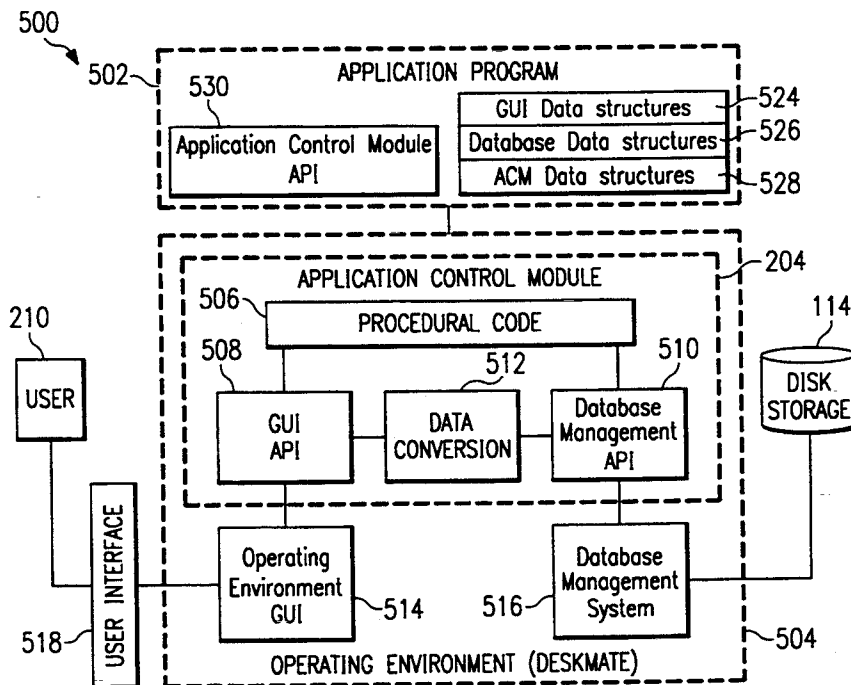 500
502
APPLICATION PROGRAM
530
Application Control Module
API
GUI Data structures
524
Database Data structures
526
ACM Data structures
528
204
APPLICATION CONTROL MODULE
506
PROCEDURAL CODE
210
USER
508
GUI
API
512
DATA
CONVERSION
510
Database
Management
API
114
DISK
STORAGE
USER INTERFACE
518
Operating
Environment
GUI
514
516
Database
Management
System
504
OPERATING ENVIRONMENT (DESKMATE)